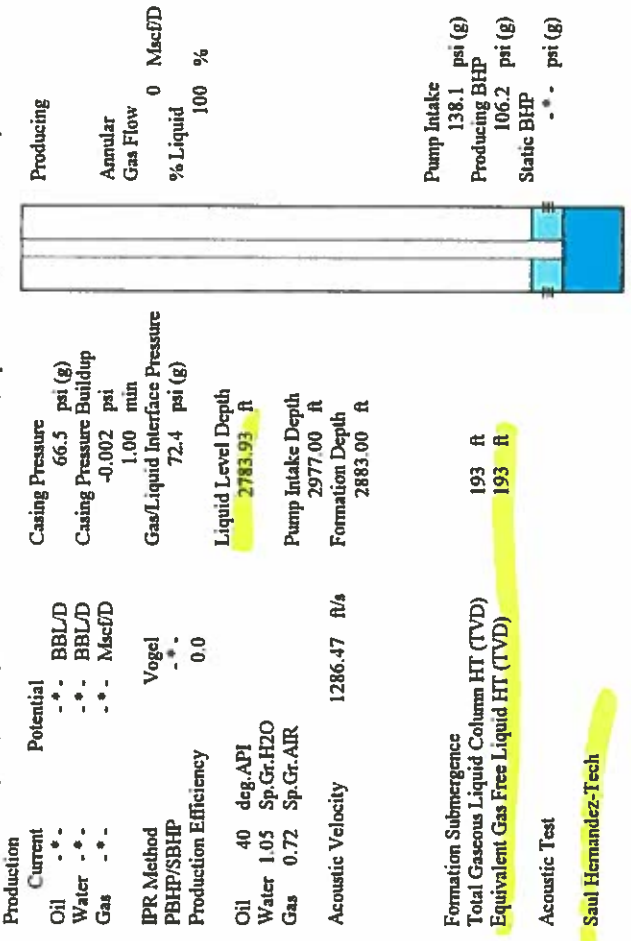 Production
Current Potential
Oil - * - - * - BBL/D
Water - * - - * - BBL/D
Gas - * - - * - Mscf/D
IPR Method Vogel
PBHP/SBHP - * -
Production Efficiency 0.0
Oil 40 deg.API
Water 1.05 Sp.Gr.H2O
Gas 0.72 Sp.Gr.AIR
Acoustic Velocity 1286.47 ft/s
Formation Submergence
Total Gaseous Liquid Column HT (TVD) 193 ft
Equivalent Gas Free Liquid HT (TVD) 193 ft
Acoustic Test
Saul Hernandez-Tech
Casing Pressure
66.5 psi (g)
Casing Pressure Buildup
-0.002 psi
1.00 min
Gas/Liquid Interface Pressure
72.4 psi (g)
Liquid Level Depth
2783.93 ft
Pump Intake Depth
2977.00 ft
Formation Depth
2883.00 ft
Producing
Annular
Gas Flow
0 Mscf/D
% Liquid
100 %
Pump Intake
138.1 psi (g)
Producing BHP
106.2 psi (g)
Static BHP
- * - psi (g)